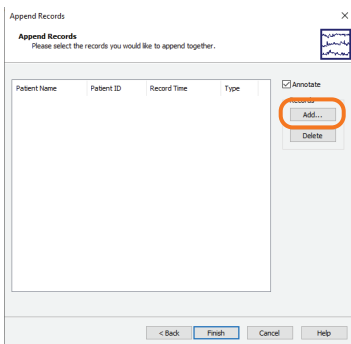 Append Records
Append Records
Please select the records you would like to append together.
Patient Name Patient ID Record Time Type
Annotate
Records
Add...
Delete
< Back Finish Cancel Help